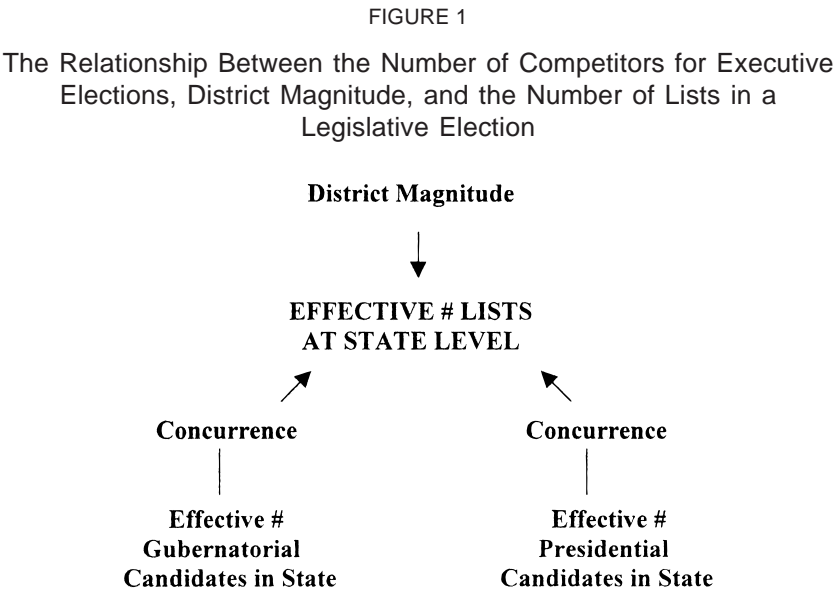 FIGURE 1
The Relationship Between the Number of Competitors for Executive
Elections, District Magnitude, and the Number of Lists in a
Legislative Election
District Magnitude
EFFECTIVE # LISTS
AT STATE LEVEL
Concurrence
Concurrence
Effective #
Gubernatorial
Candidates in State
Effective #
Presidential
Candidates in State